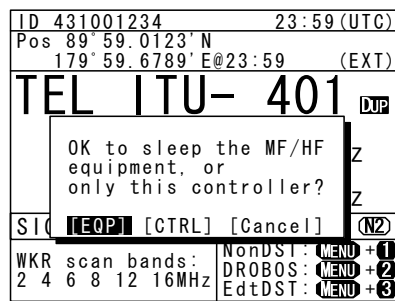 ID 431001234 23:59(UTC)
Pos 89°59.0123'N
179°59.6789'E@23:59 (EXT)
TEL ITU- 401 DUP
OK to sleep the MF/HF
equipment, or
only this controller?
[EQP] [CTRL] [Cancel]
z
z
SIG N2
WKR scan bands:
2 4 6 8 12 16MHz
NonDST: MENU+1
DROBOS: MENU+2
EdtDST: MENU+3